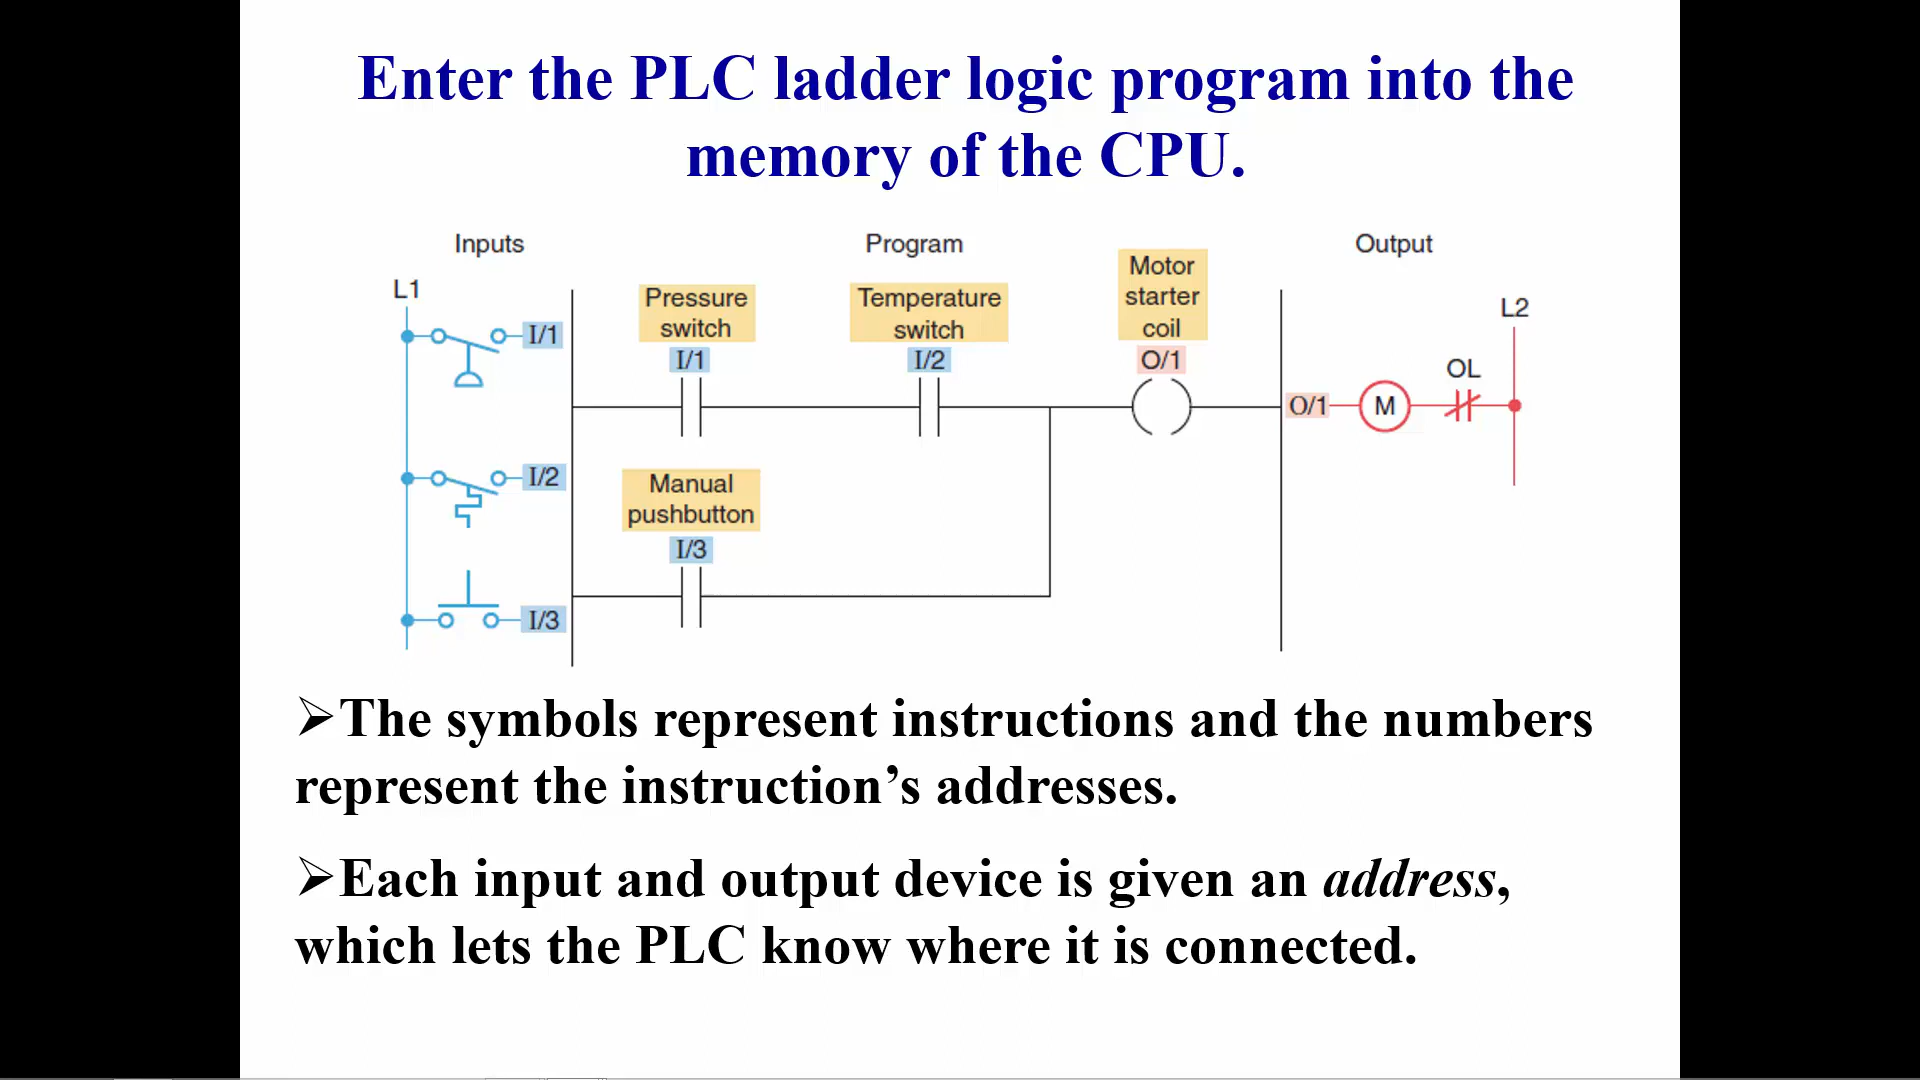 Enter the PLC ladder logic program into the
memory of the CPU.
Inputs
Program
Output
L1
I/1
I/2
I/3
Pressure
switch
I/1
Temperature
switch
I/2
Motor
starter
coil
O/1
Manual
pushbutton
I/3
O/1
M
OL
L2
➢The symbols represent instructions and the numbers
represent the instruction’s addresses.
➢Each input and output device is given an address,
which lets the PLC know where it is connected.